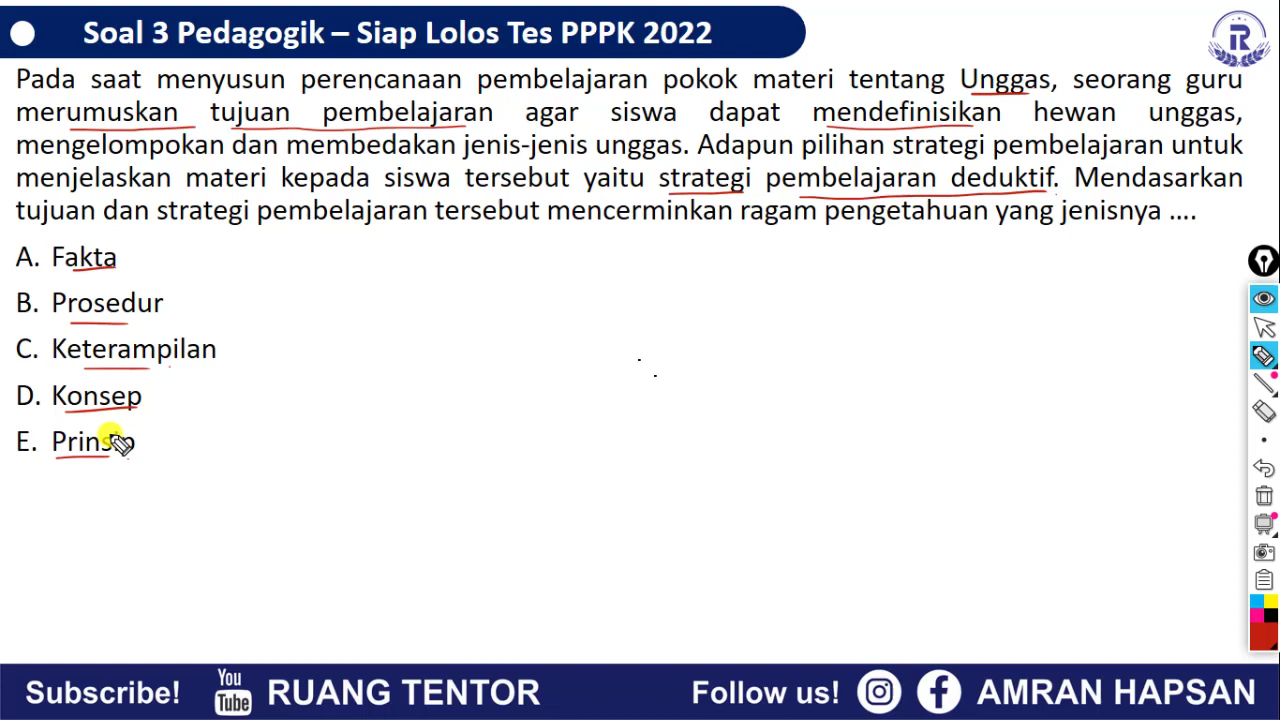 Soal 3 Pedagogik – Siap Lolos Tes PPPK 2022
Pada saat menyusun perencanaan pembelajaran pokok materi tentang Unggas, seorang guru
merumuskan tujuan pembelajaran agar siswa dapat mendefinisikan hewan unggas,
mengelompokan dan membedakan jenis-jenis unggas. Adapun pilihan strategi pembelajaran untuk
menjelaskan materi kepada siswa tersebut yaitu strategi pembelajaran deduktif. Mendasarkan
tujuan dan strategi pembelajaran tersebut mencerminkan ragam pengetahuan yang jenisnya ....
A. Fakta
B. Prosedur
C. Keterampilan
D. Konsep
E. Prinsip
Subscribe! You Tube RUANG TENTOR Follow us! AMRAN HAPSAN